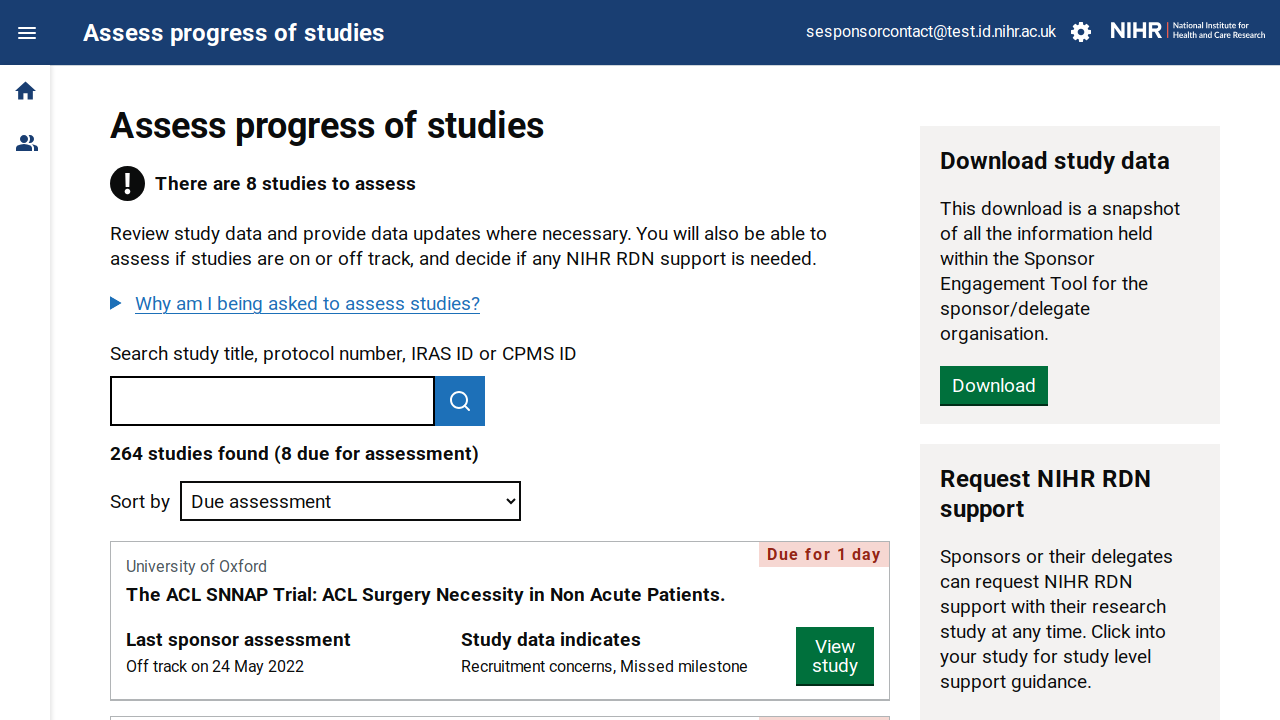 Assess progress of studies
sesponsorcontact@test.id.nihr.ac.uk
NIHR
National Institute for
Health and Care Research
Assess progress of studies
There are 8 studies to assess
Review study data and provide data updates where necessary. You will also be able to
assess if studies are on or off track, and decide if any NIHR RDN support is needed.
Why am I being asked to assess studies?
Search study title, protocol number, IRAS ID or CPMS ID
264 studies found (8 due for assessment)
Sort by
Due assessment
Due for 1 day
University of Oxford
The ACL SNNAP Trial: ACL Surgery Necessity in Non Acute Patients.
Last sponsor assessment
Off track on 24 May 2022
Study data indicates
Recruitment concerns, Missed milestone
View
study
Download study data
This download is a snapshot
of all the information held
within the Sponsor
Engagement Tool for the
sponsor/delegate
organisation.
Download
Request NIHR RDN
support
Sponsors or their delegates
can request NIHR RDN
support with their research
study at any time. Click into
your study for study level
support guidance.